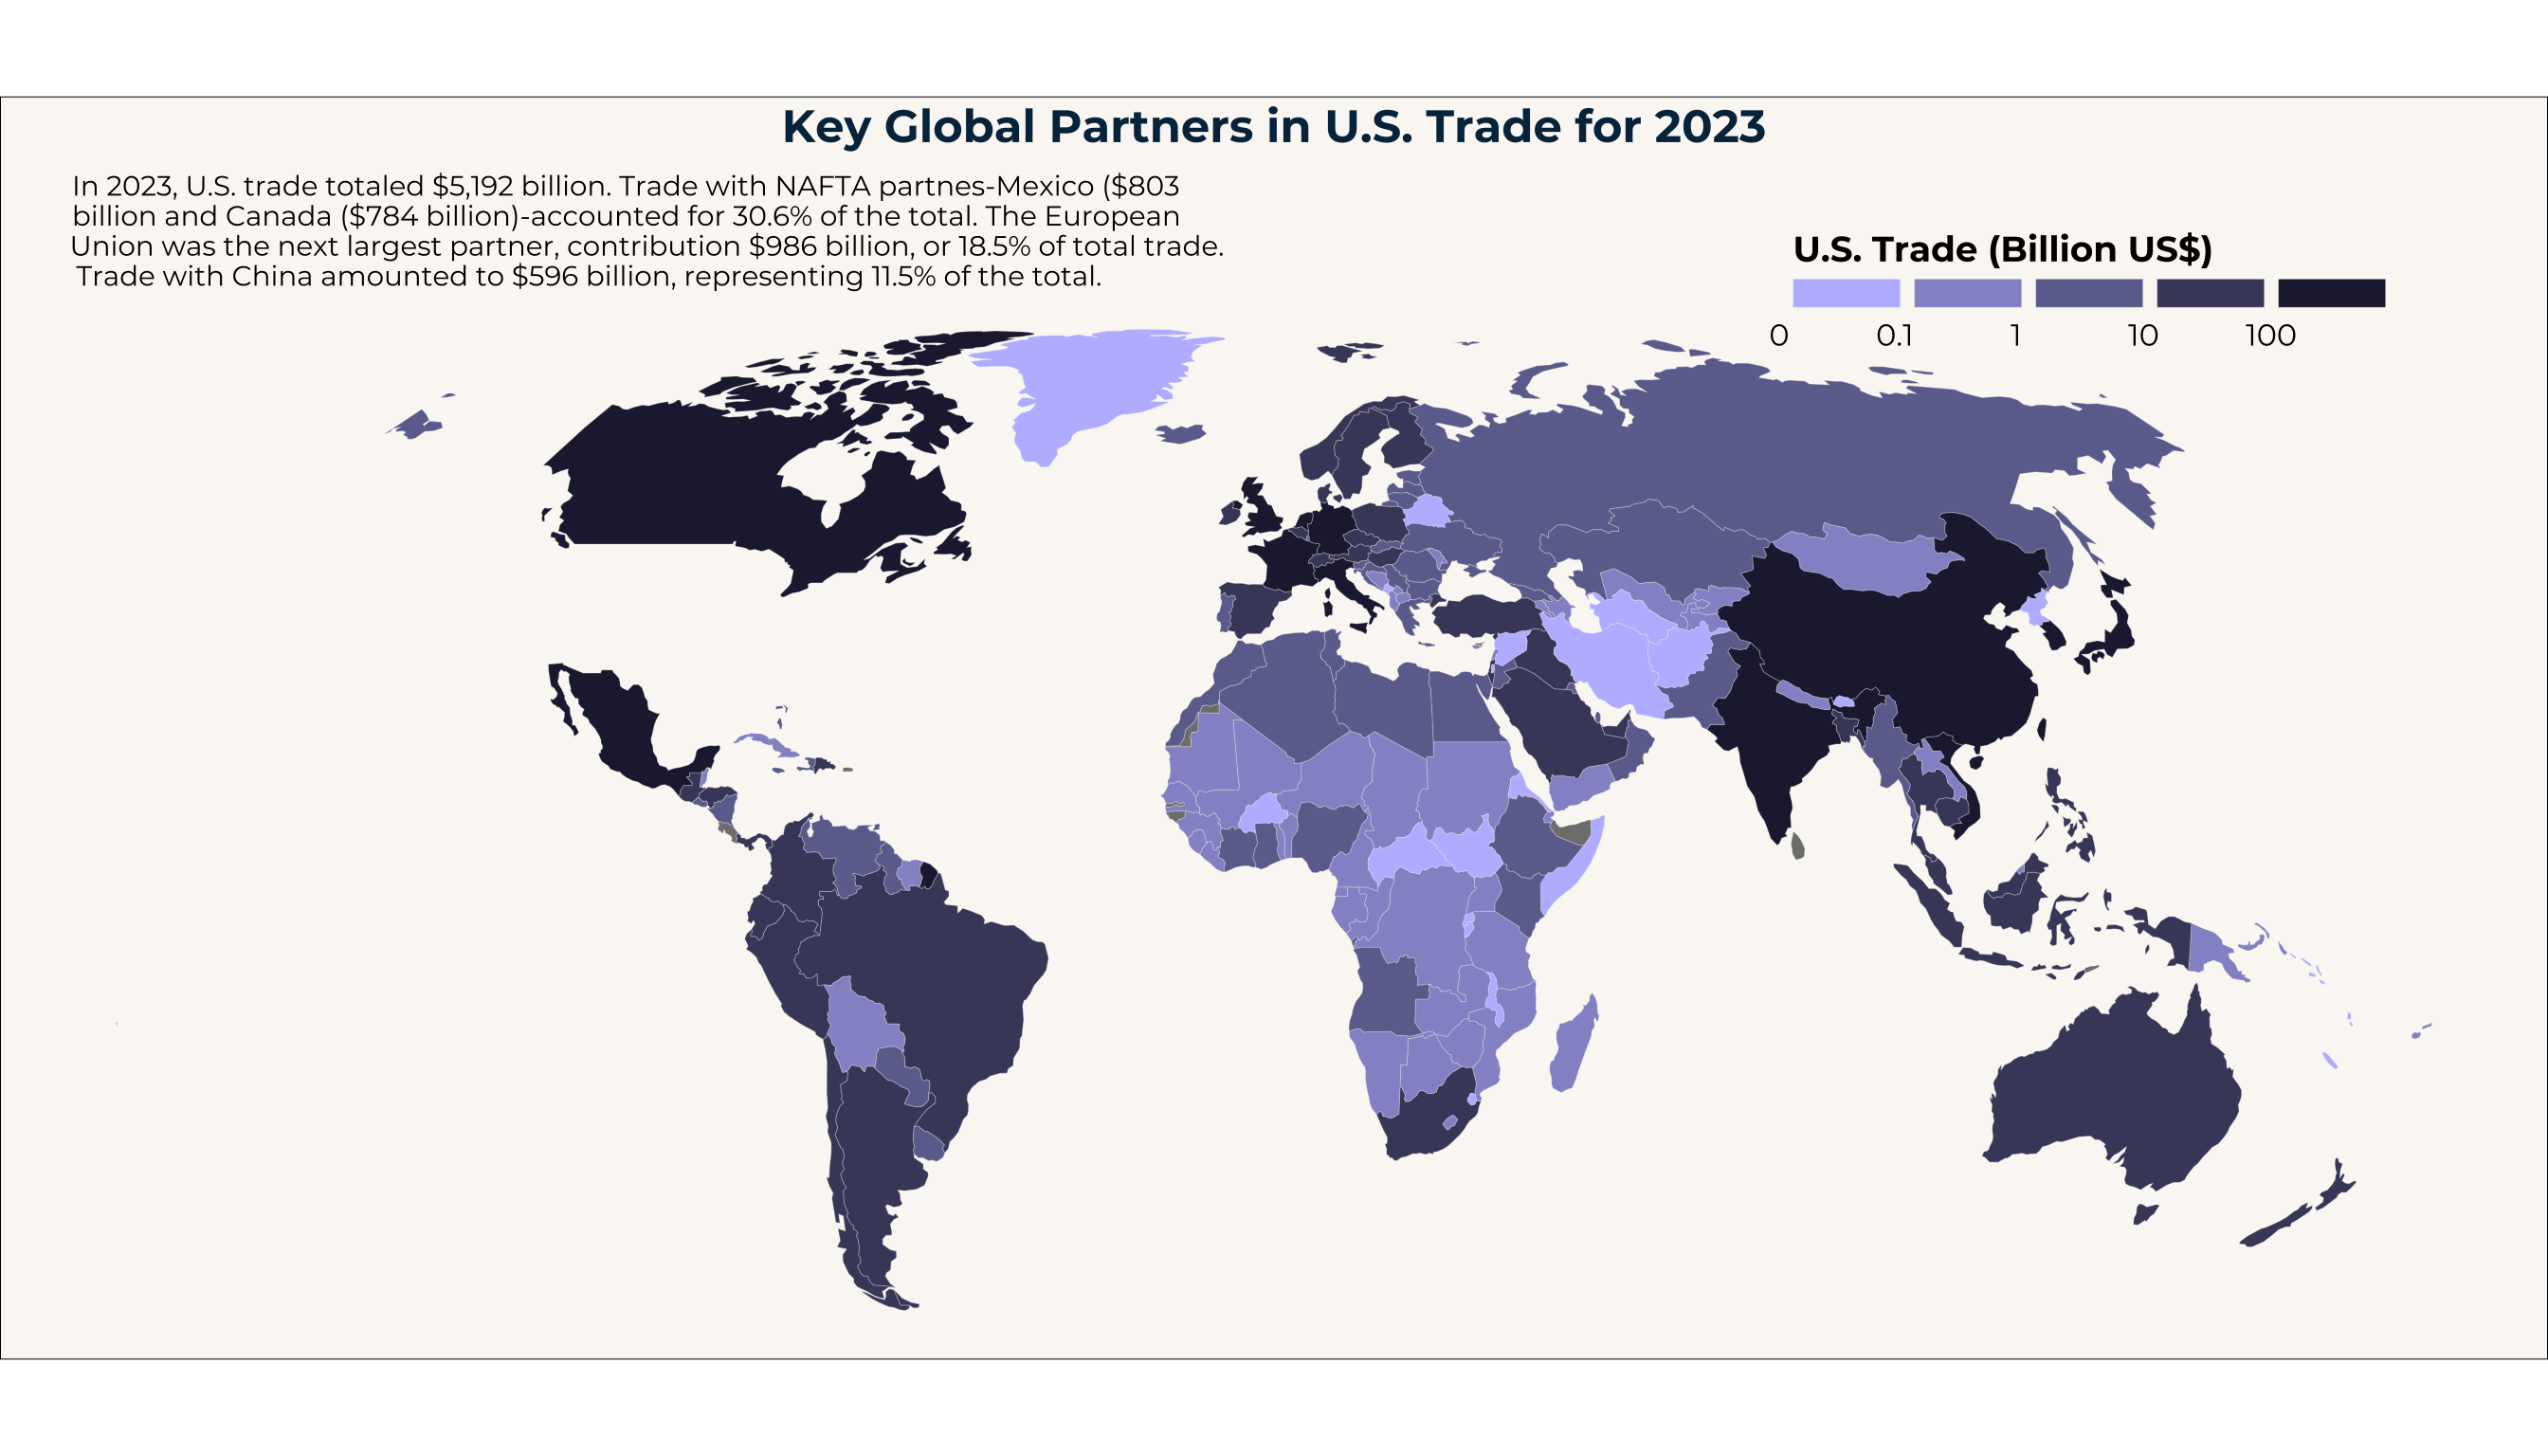 Key Global Partners in U.S. Trade for 2023
In 2023, U.S. trade totaled $5,192 billion. Trade with NAFTA partnes-Mexico ($803
billion and Canada ($784 billion)-accounted for 30.6% of the total. The European
Union was the next largest partner, contribution $986 billion, or 18.5% of total trade.
Trade with China amounted to $596 billion, representing 11.5% of the total.
U.S. Trade (Billion US$)
0 0.1 1 10 100